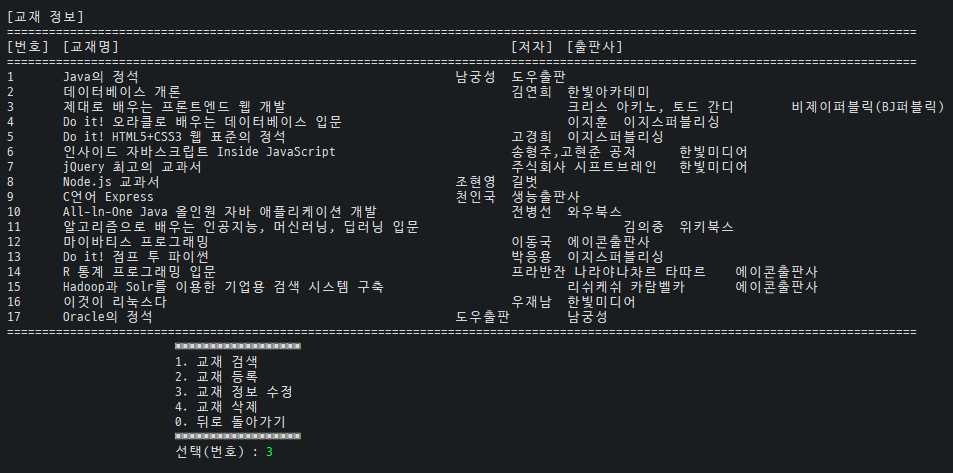 [교재 정보]
==================================================================================================================================
[번호] [교재명] [저자] [출판사]
==================================================================================================================================
1 Java의 정석 남궁성 도우출판
2 데이터베이스 개론 김연희 한빛아카데미
3 제대로 배우는 프론트엔드 웹 개발 크리스 아키노, 토드 간디 비제이퍼블릭(BJ퍼블릭)
4 Do it! 오라클로 배우는 데이터베이스 입문 이지훈 이지스퍼블리싱
5 Do it! HTML5+CSS3 웹 표준의 정석 고경희 이지스퍼블리싱
6 인사이드 자바스크립트 Inside JavaScript 송형주,고현준 공저 한빛미디어
7 jQuery 최고의 교과서 주식회사 시프트브레인 한빛미디어
8 Node.js 교과서 조현영 길벗
9 C언어 Express 천인국 생능출판사
10 All-ln-One Java 올인원 자바 애플리케이션 개발 전병선 와우북스
11 알고리즘으로 배우는 인공지능, 머신러닝, 딥러닝 입문 김의중 위키북스
12 마이바티스 프로그래밍 이동국 에이콘출판사
13 Do it! 점프 투 파이썬 박응용 이지스퍼블리싱
14 R 통계 프로그래밍 입문 프라반잔 나라야나차르 타따르 에이콘출판사
15 Hadoop과 Solr를 이용한 기업용 검색 시스템 구축 리쉬케쉬 카람벨카 에이콘출판사
16 이것이 리눅스다 우재남 한빛미디어
17 Oracle의 정석 도우출판 남궁성
==================================================================================================================================
▣▣▣▣▣▣▣▣▣▣▣▣▣▣▣▣▣▣
1. 교재 검색
2. 교재 등록
3. 교재 정보 수정
4. 교재 삭제
0. 뒤로 돌아가기
▣▣▣▣▣▣▣▣▣▣▣▣▣▣▣▣▣▣
선택(번호) : 3